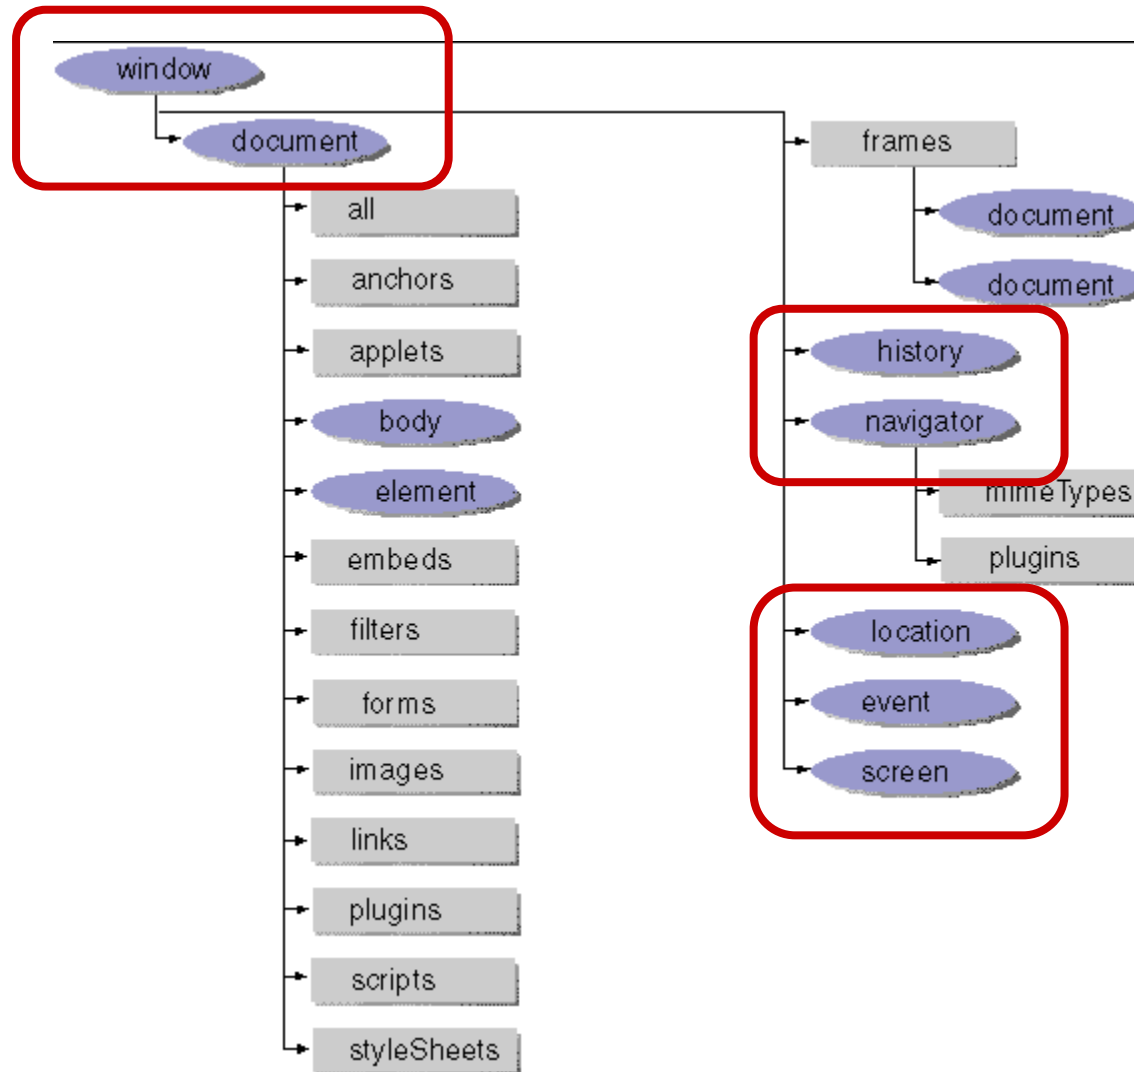 window
document
all
anchors
applets
body
element
embeds
filters
forms
images
links
plugins
scripts
styleSheets
frames
document
document
history
navigator
mimeTypes
plugins
location
event
screen